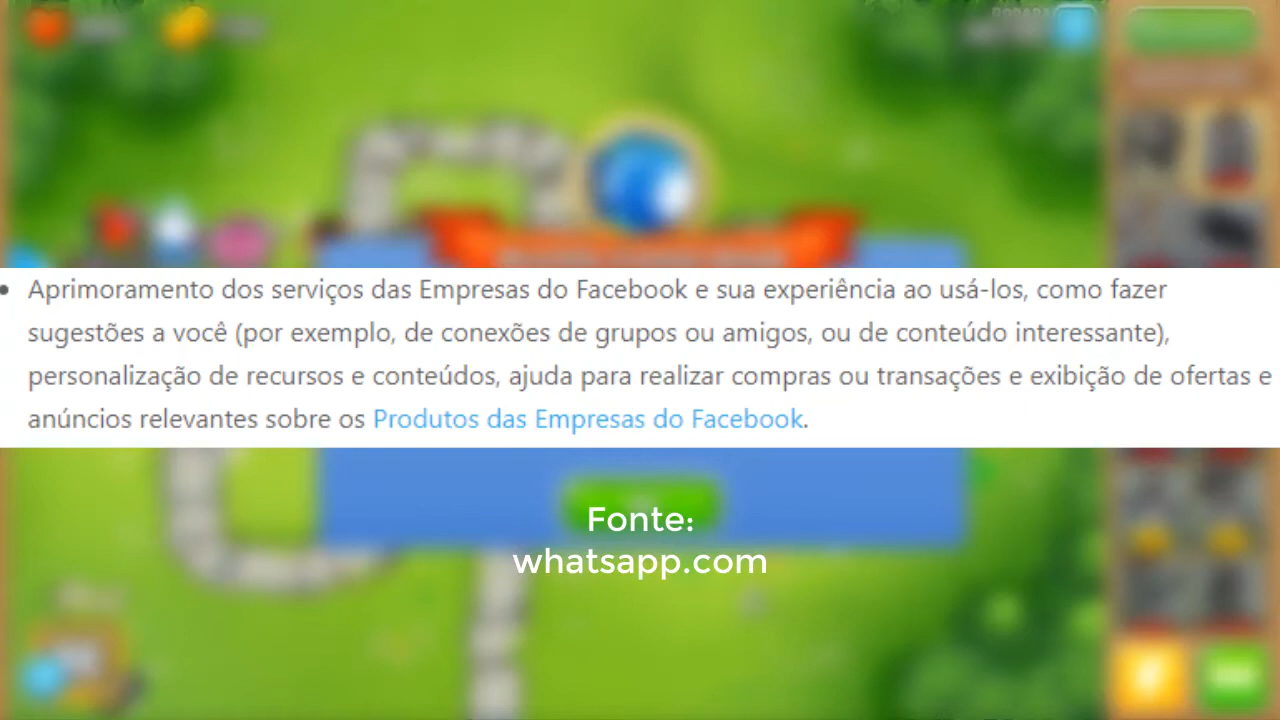 • Aprimoramento dos serviços das Empresas do Facebook e sua experiência ao usá-los, como fazer
sugestões a você (por exemplo, de conexões de grupos ou amigos, ou de conteúdo interessante),
personalização de recursos e conteúdos, ajuda para realizar compras ou transações e exibição de ofertas e
anúncios relevantes sobre os Produtos das Empresas do Facebook.
Fonte:
whatsapp.com